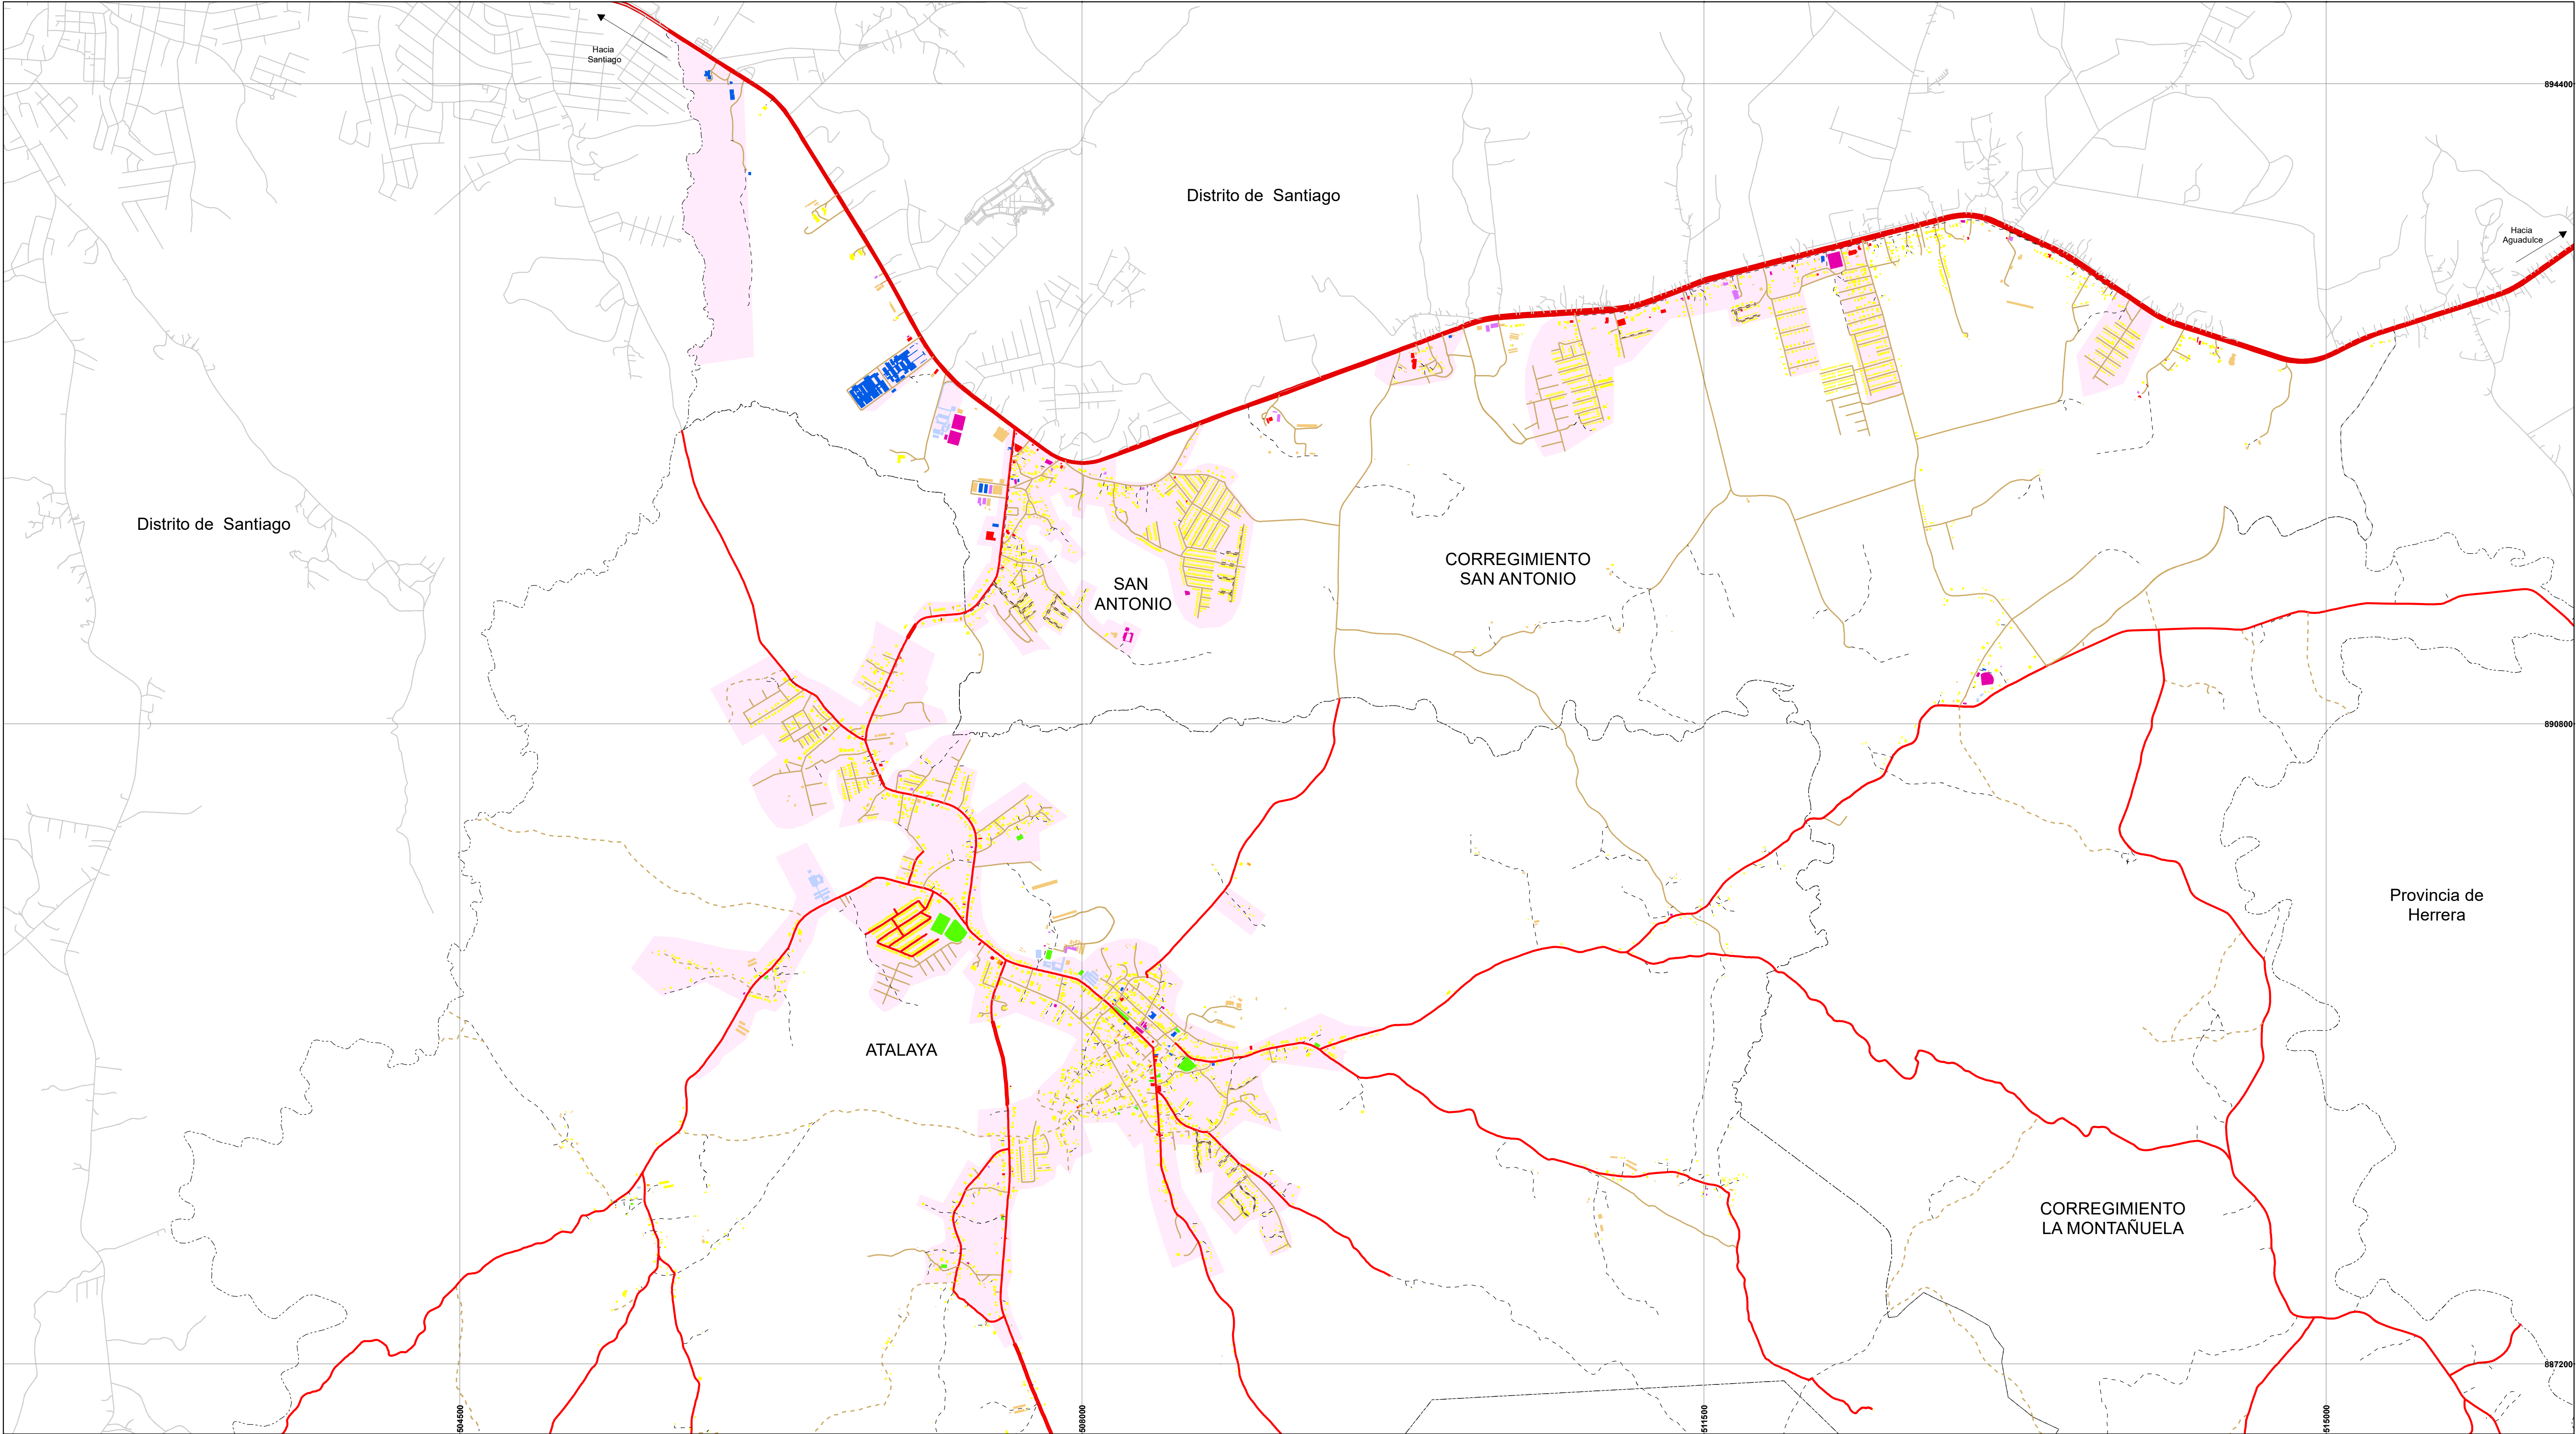 Hacia
Santiago
894400
Distrito de  Santiago
Hacia
Aguadulce
Distrito de  Santiago
CORREGIMIENTO
SAN ANTONIO
SAN
ANTONIO
890800
Provincia de
Herrera
ATALAYA
CORREGIMIENTO
LA MONTAÑUELA
887200
504500
508000
511500
515000